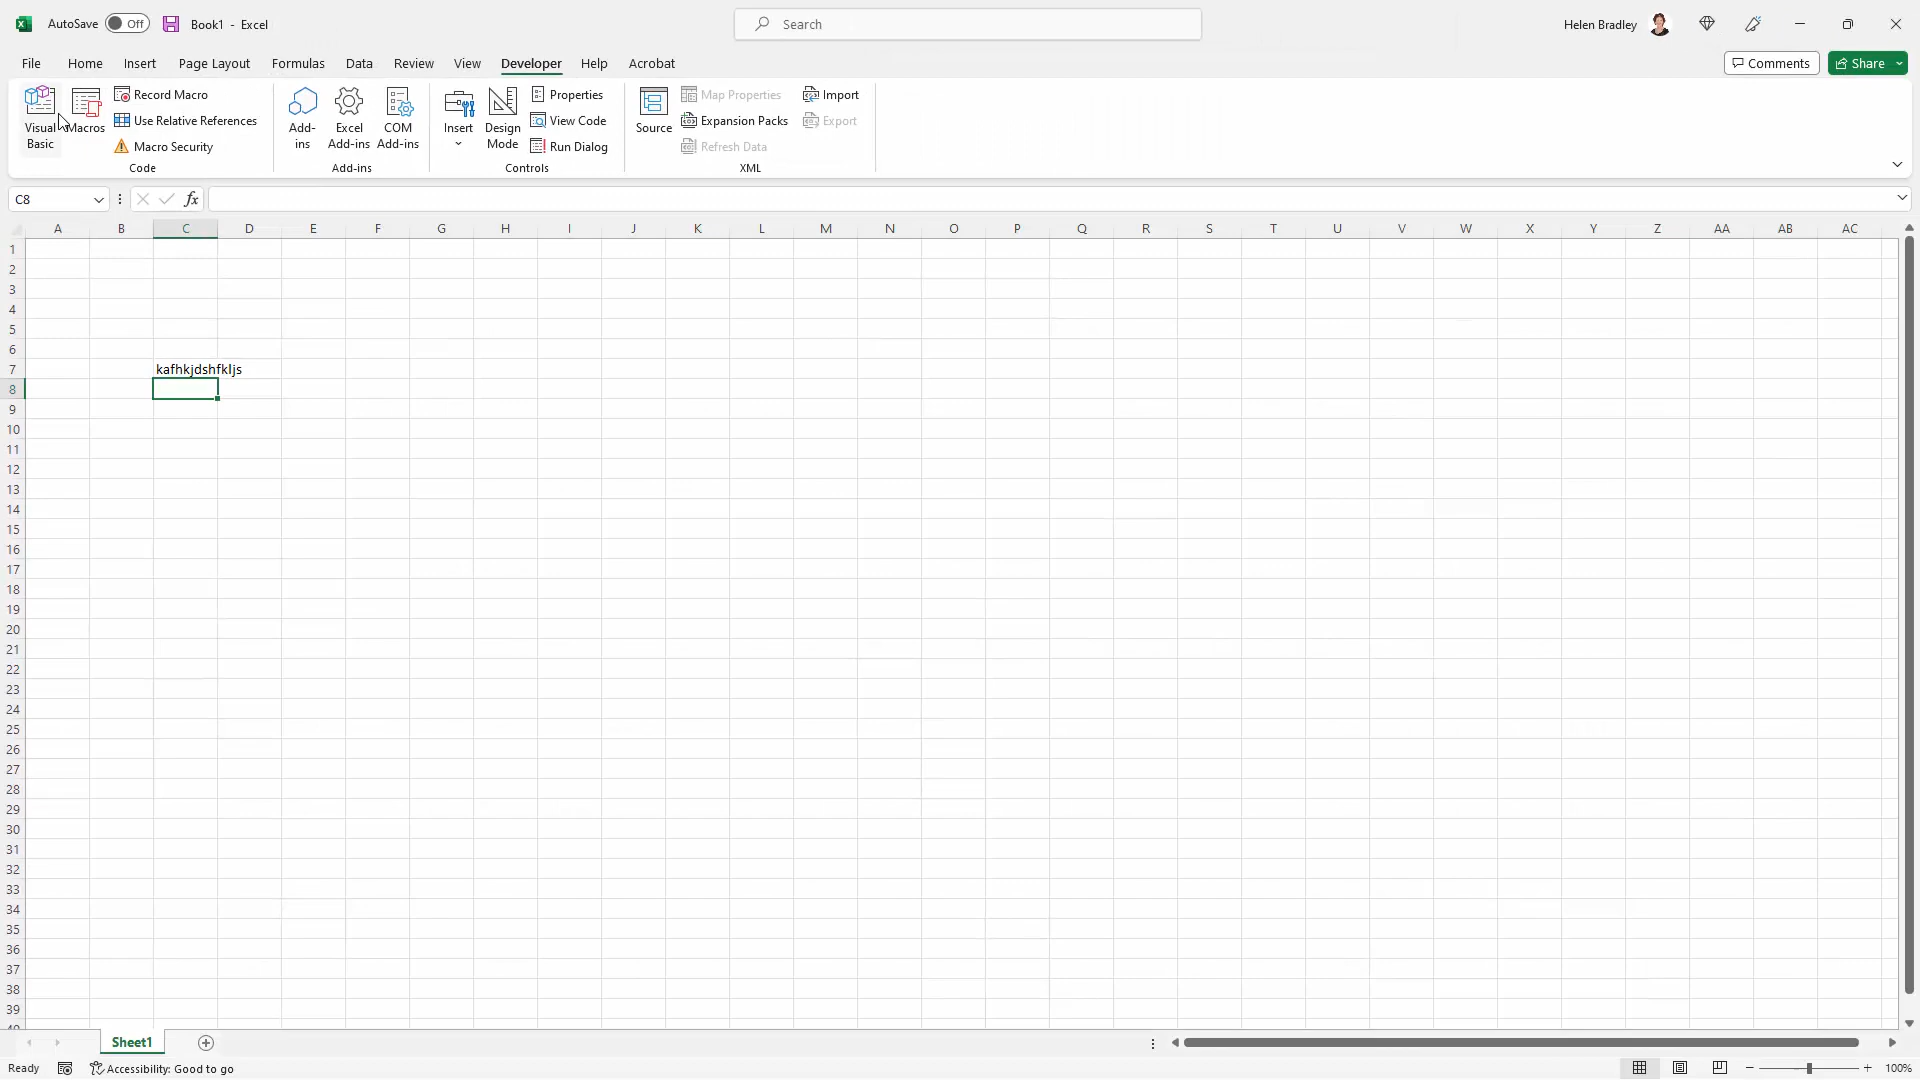 AutoSave Off Book1 - Excel Search Helen Bradley
File Home Insert Page Layout Formulas Data Review View Developer Help Acrobat Comments Share
Visual Basic
Macros
Record Macro
Use Relative References
Macro Security
Code
Add-ins
Excel Add-ins
COM Add-ins
Add-ins
Insert
Design Mode
Properties
View Code
Run Dialog
Controls
Source
Map Properties
Expansion Packs
Refresh Data
Import
Export
XML
C8 fx
A B C D E F G H I J K L M N O P Q R S T U V W X Y Z AA AB AC
1
2
3
4
5
6
7 kafhkjdshfkljs
8
9
10
11
12
13
14
15
16
17
18
19
20
21
22
23
24
25
26
27
28
29
30
31
32
33
34
35
36
37
38
39
40
Sheet1
Ready Accessibility: Good to go 100%